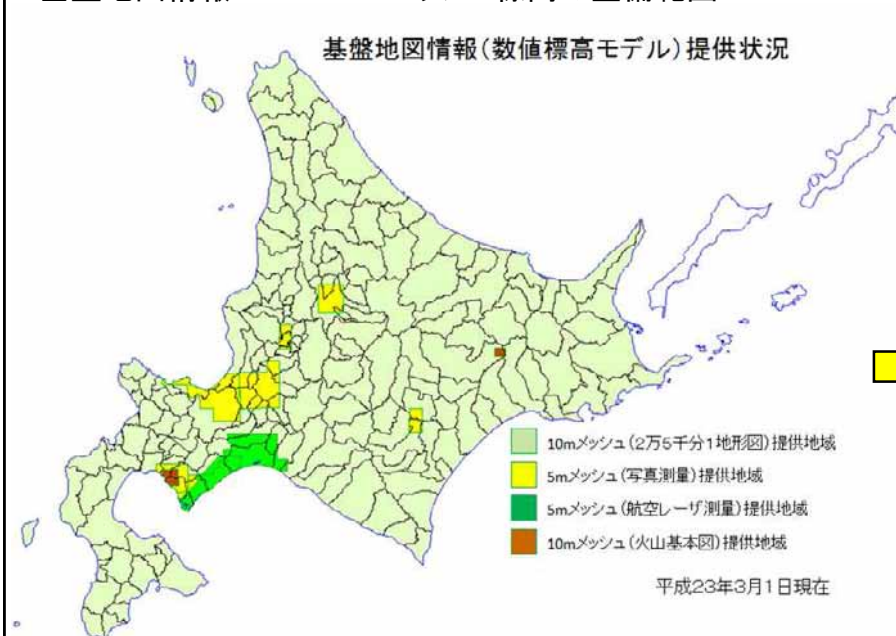 基盤地図情報(数値標高モデル)提供状況
10mメッシュ(2万5千分1地形図)提供地域
5mメッシュ(写真測量)提供地域
5mメッシュ(航空レーザ測量)提供地域
10mメッシュ(火山基本図)提供地域
平成23年3月1日現在